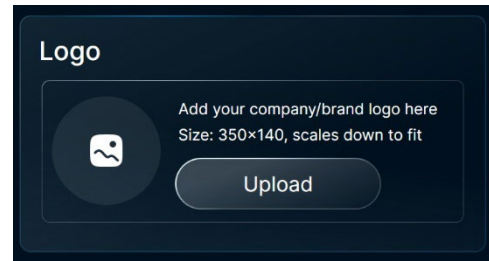 Logo
Add your company/brand logo here
Size: 350×140, scales down to fit
Upload